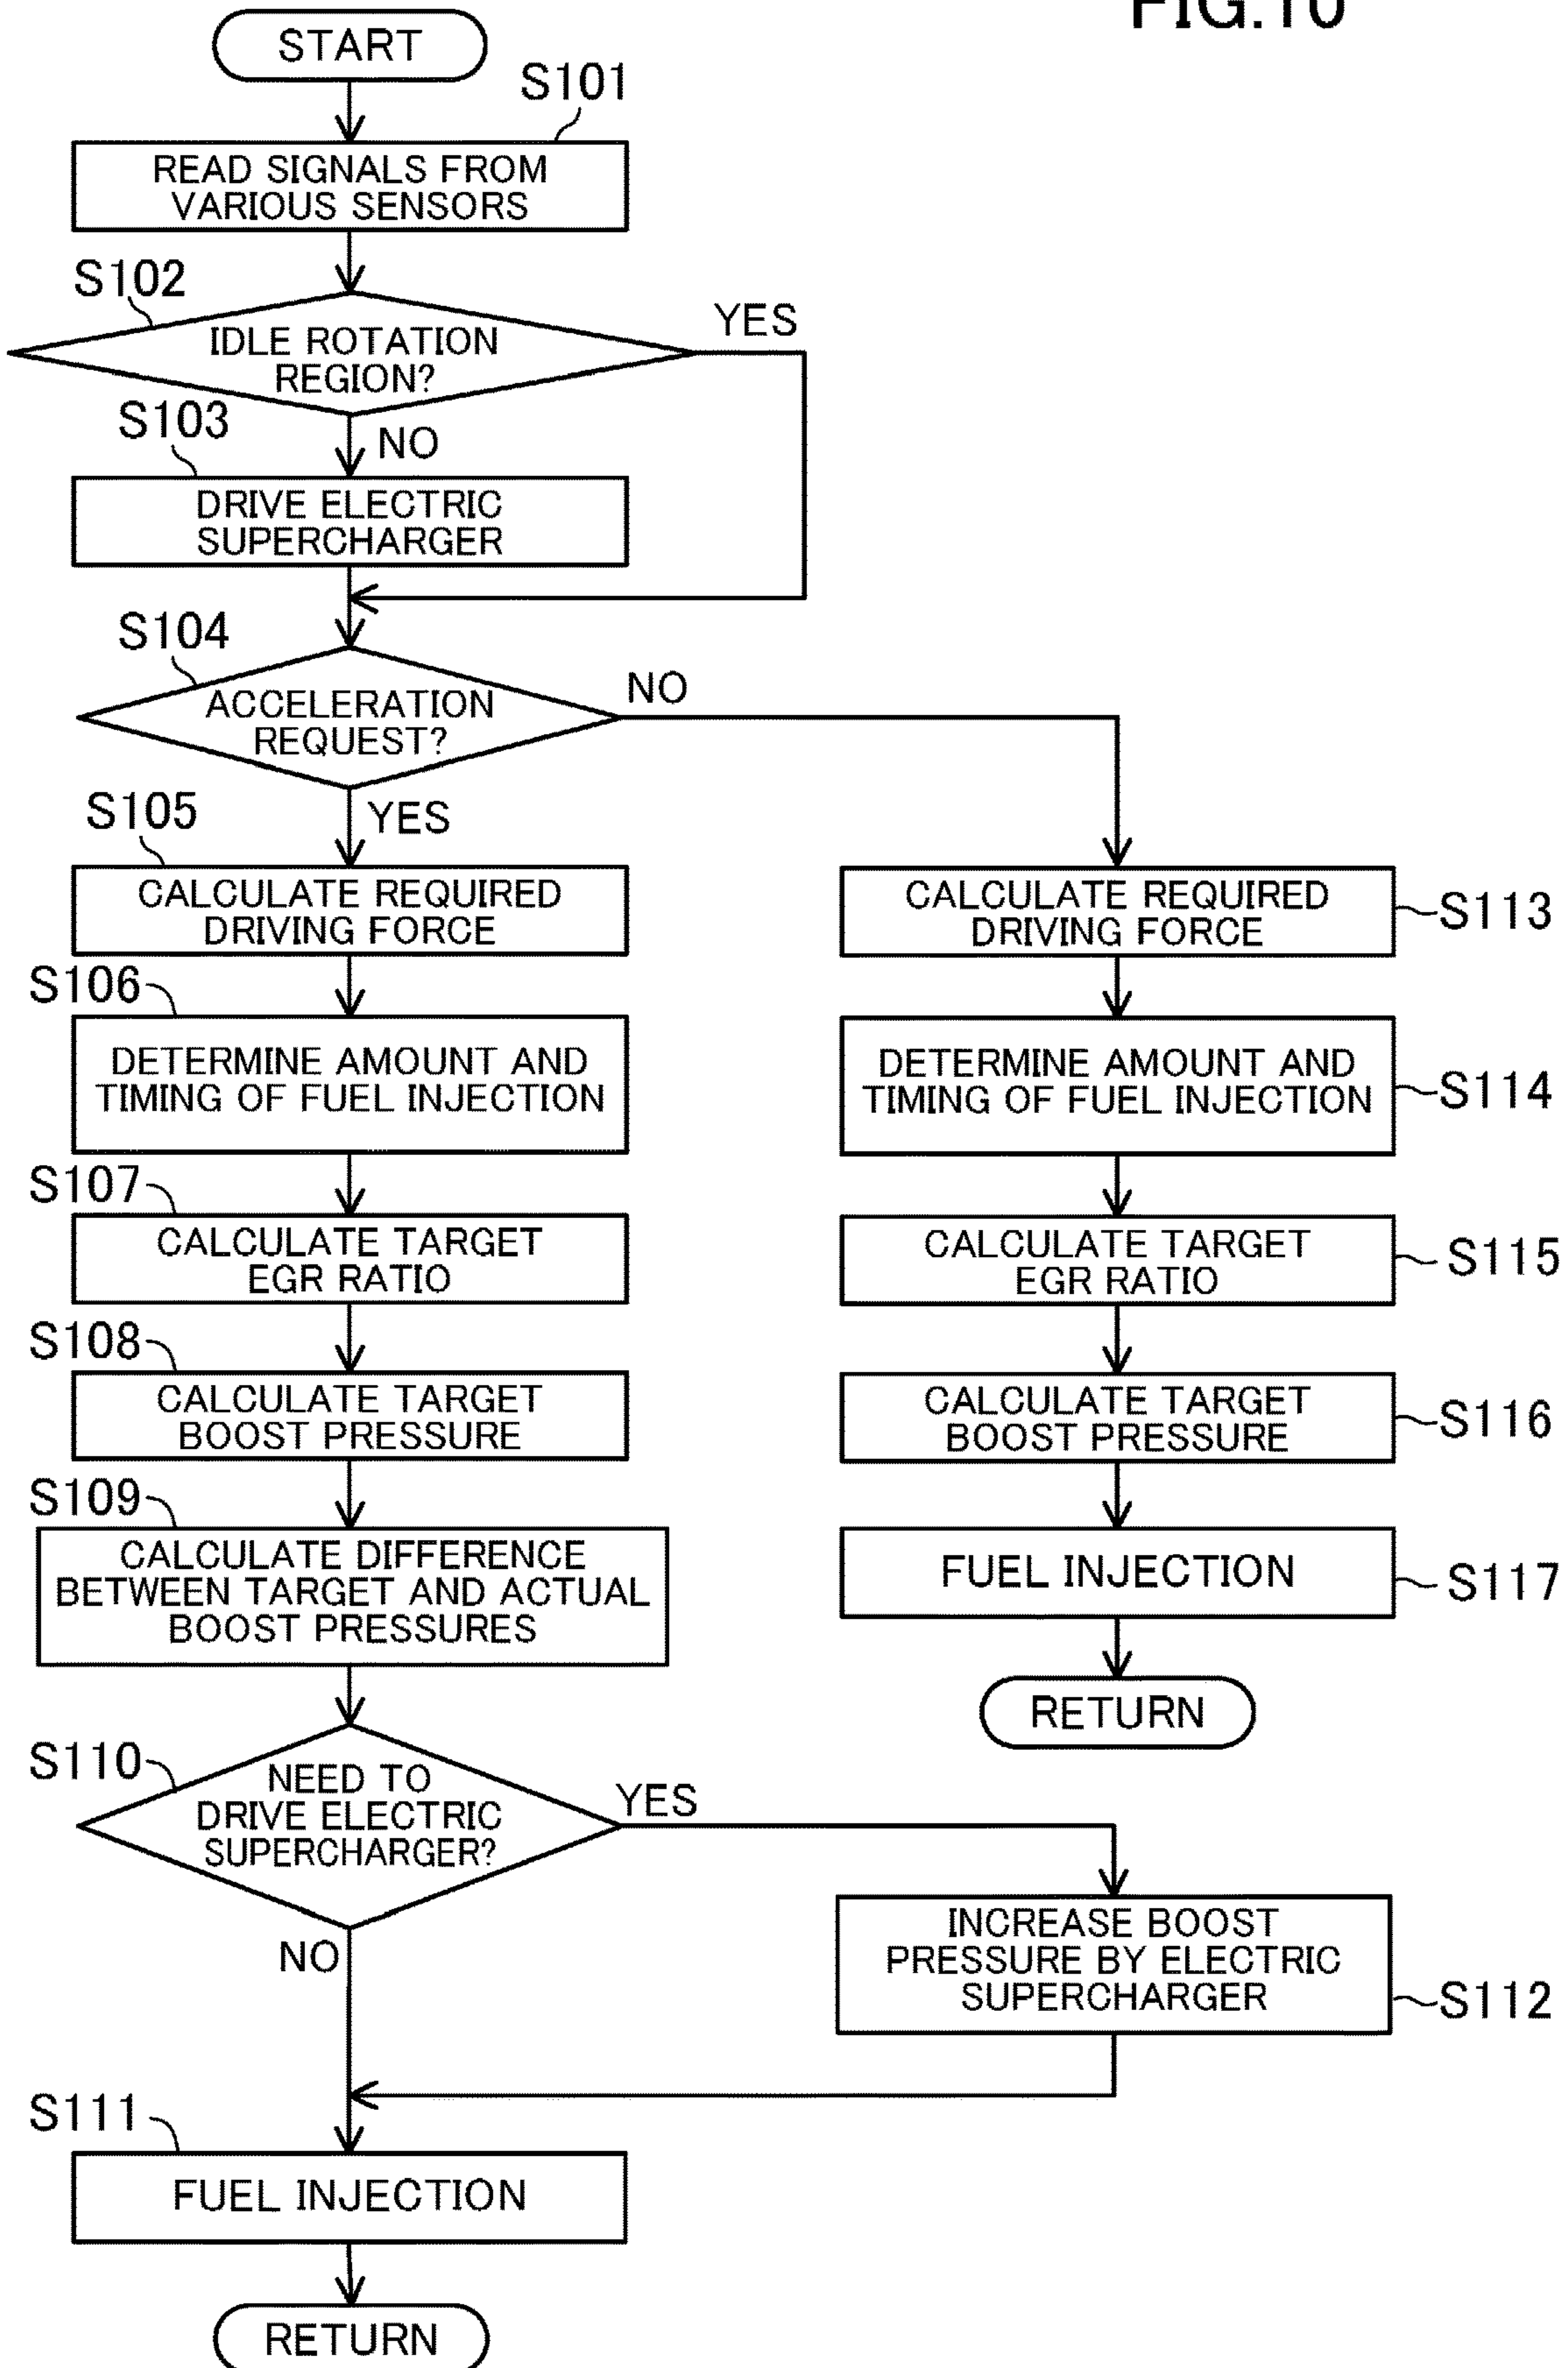 FIG.10
START
S101
READ SIGNALS FROM
VARIOUS SENSORS
S102
IDLE ROTATION
REGION?
YES
NO
S103
DRIVE ELECTRIC
SUPERCHARGER
S104
ACCELERATION
REQUEST?
NO
YES
S105
CALCULATE REQUIRED
DRIVING FORCE
S106
DETERMINE AMOUNT AND
TIMING OF FUEL INJECTION
S107
CALCULATE TARGET
EGR RATIO
S108
CALCULATE TARGET
BOOST PRESSURE
S109
CALCULATE DIFFERENCE
BETWEEN TARGET AND ACTUAL
BOOST PRESSURES
S110
NEED TO
DRIVE ELECTRIC
SUPERCHARGER?
YES
NO
INCREASE BOOST
PRESSURE BY ELECTRIC
SUPERCHARGER
S112
S111
FUEL INJECTION
RETURN
CALCULATE REQUIRED
DRIVING FORCE
S113
DETERMINE AMOUNT AND
TIMING OF FUEL INJECTION
S114
CALCULATE TARGET
EGR RATIO
S115
CALCULATE TARGET
BOOST PRESSURE
S116
FUEL INJECTION
S117
RETURN